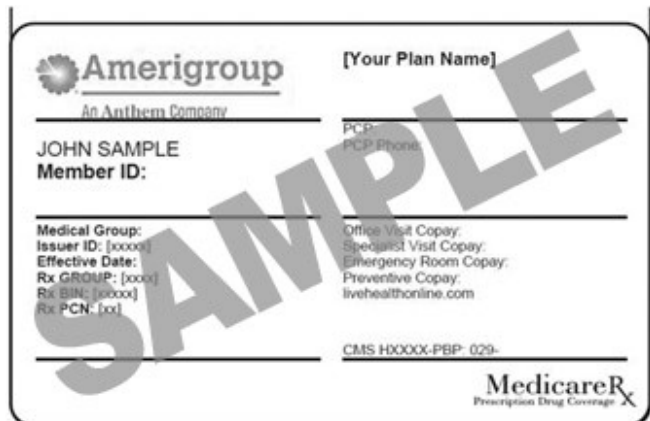 Amerigroup
An Anthem Company
[Your Plan Name]
JOHN SAMPLE
Member ID:
PCP:
PCP Phone:
Medical Group:
Issuer ID: [xxxxx]
Effective Date:
Rx GROUP: [xxxx]
Rx BIN: [xxxxx]
Rx PCN: [xx]
Office Visit Copay:
Specialist Visit Copay:
Emergency Room Copay:
Preventive Copay:
livehealthonline.com
CMS HXXXX-PBP: 029-
MedicareRx
Prescription Drug Coverage
SAMPLE